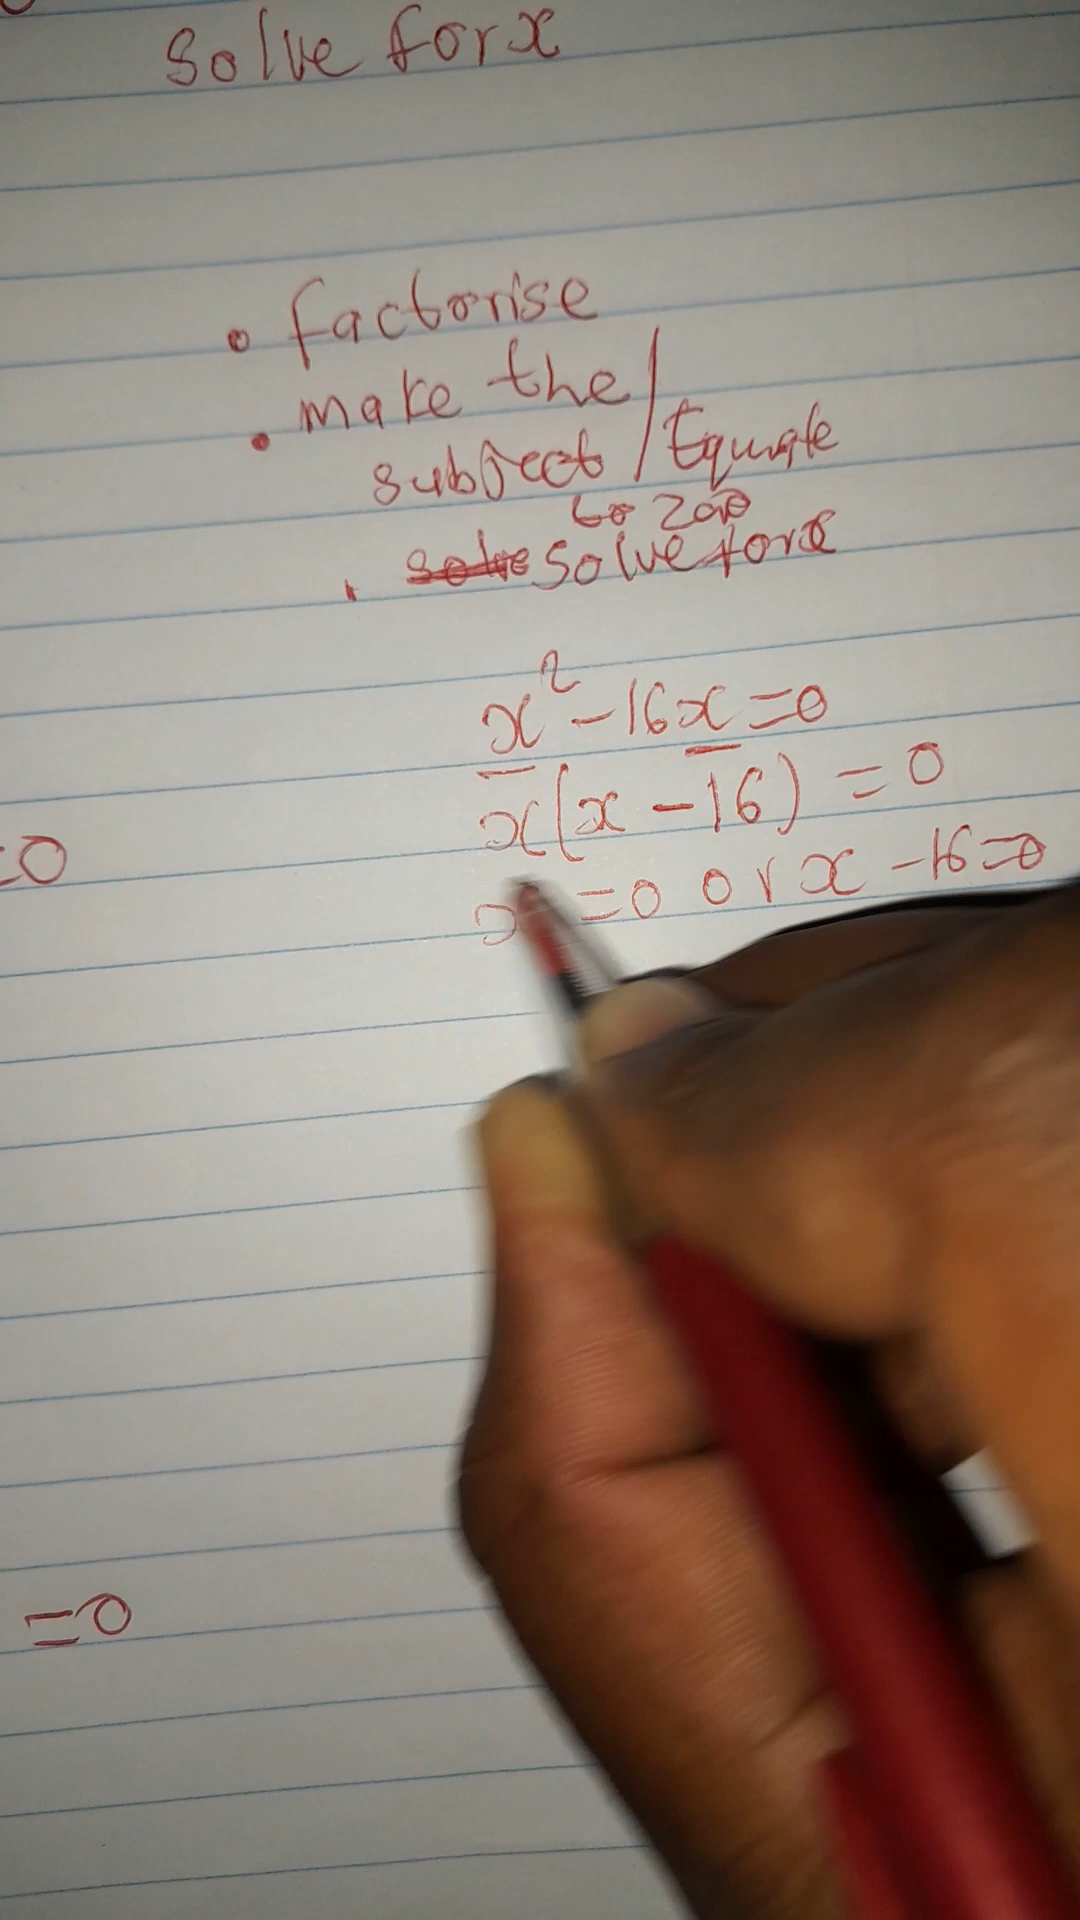 Solve for x
• factorise
• make the /
subject / Equate
to zero
. solve solve for x
x² - 16x = 0
x(x - 16) = 0
=0
x = 0 or x - 16 = 0
=0